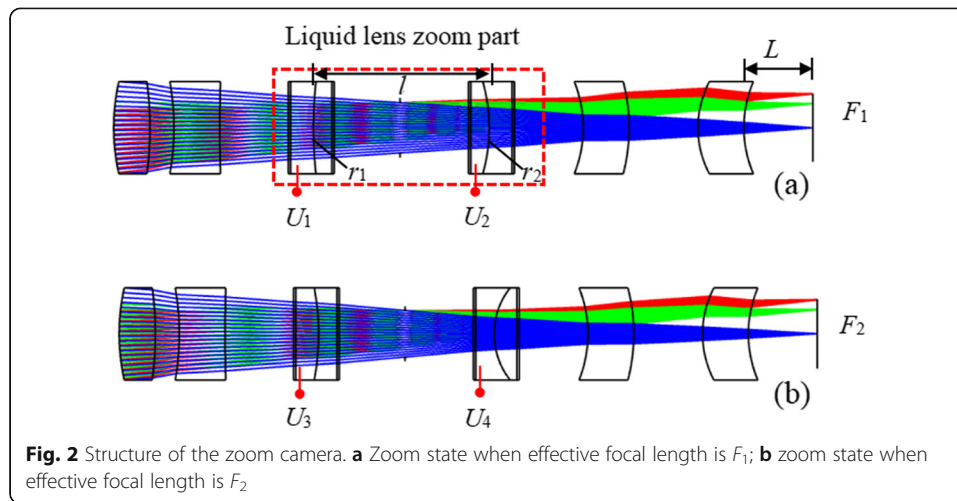 Liquid lens zoom part
L
l
F1
r1
r2
(a)
U1
U2
F2
(b)
U3
U4
Fig. 2 Structure of the zoom camera. a Zoom state when effective focal length is F1; b zoom state when
effective focal length is F2